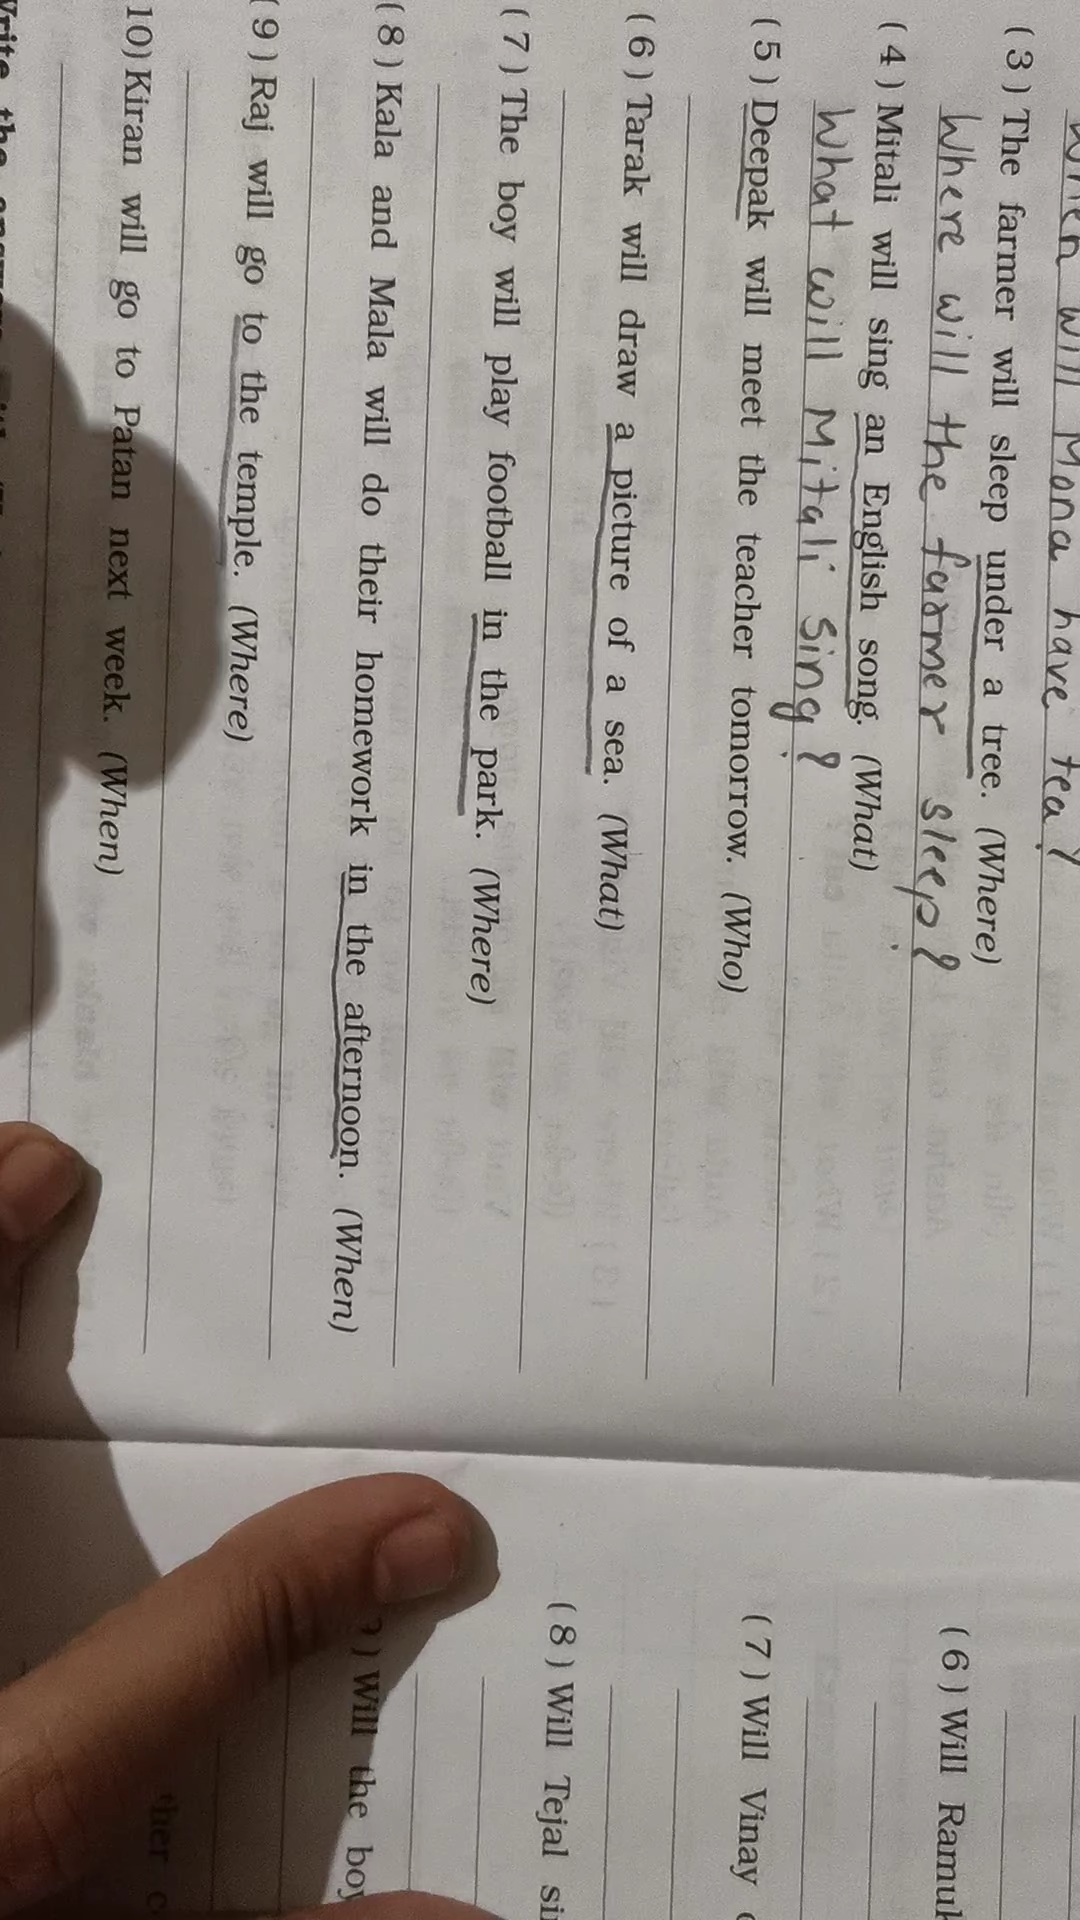 When will Mona have tea?
(3) The farmer will sleep under a tree. (Where)
Where will the farmer sleep?
(4) Mitali will sing an English song. (What)
What will Mitali sing?
(5) Deepak will meet the teacher tomorrow. (Who)
(6) Tarak will draw a picture of a sea. (What)
(7) The boy will play football in the park. (Where)
(8) Kala and Mala will do their homework in the afternoon. (When)
(9) Raj will go to the temple. (Where)
10) Kiran will go to Patan next week. (When)
Write the
(6) Will
(7) Will Vinay
(8) Will Tejal
) Will the boy